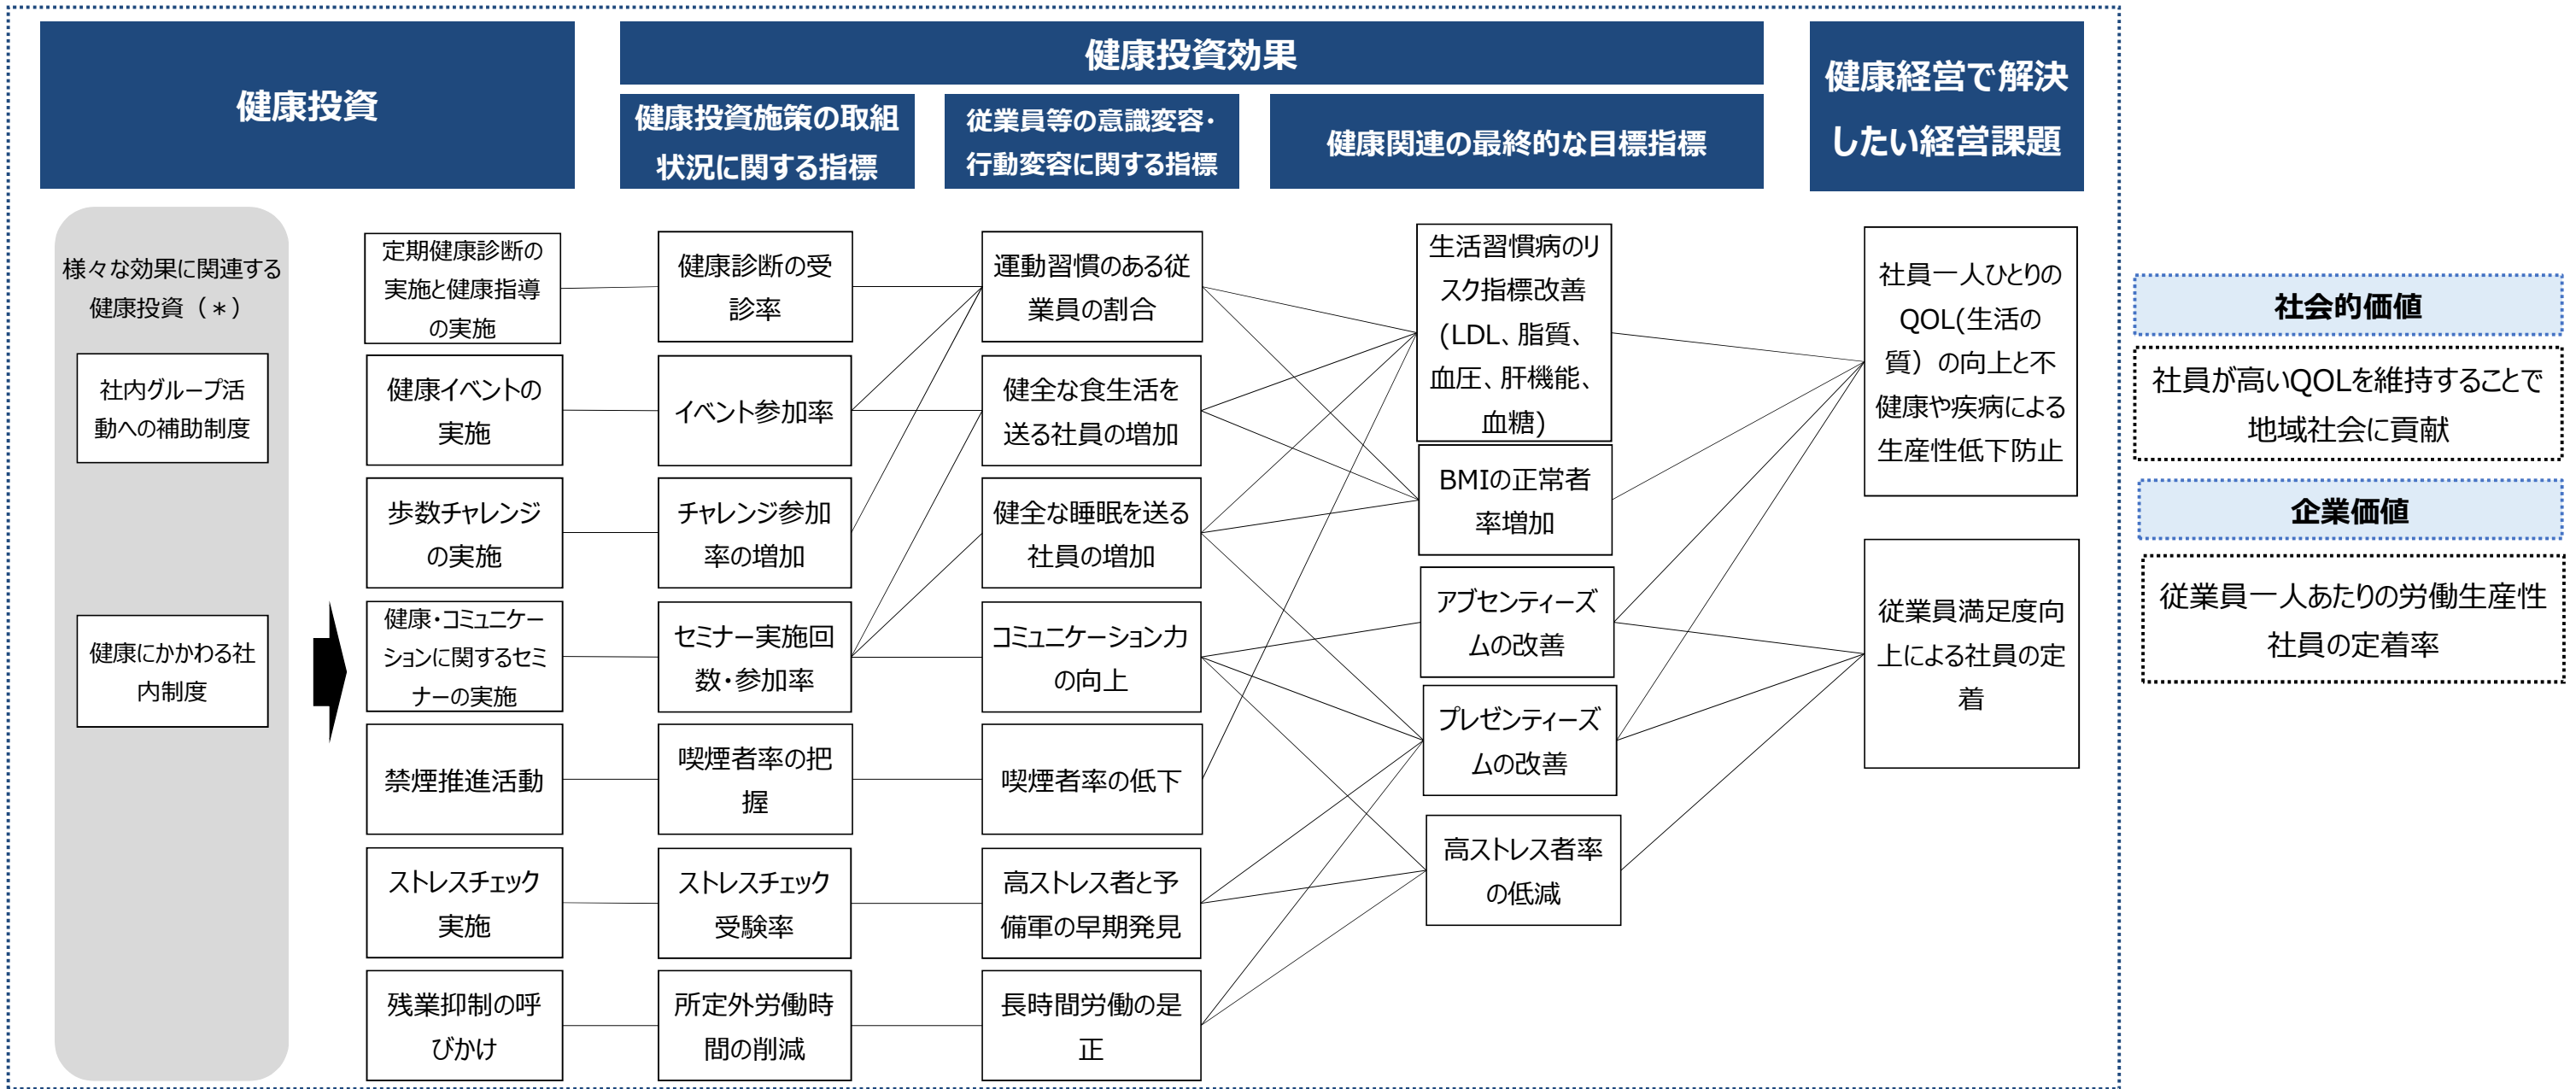 健康投資
健康投資効果
健康経営で解決
したい経営課題
健康投資施策の取組
状況に関する指標
従業員等の意識変容・
行動変容に関する指標
健康関連の最終的な目標指標
様々な効果に関連する
健康投資（＊）
社内グループ活
動への補助制度
健康にかかわる社
内制度
定期健康診断の
実施と健康指導
の実施
健康イベントの
実施
歩数チャレンジ
の実施
健康・コミュニケー
ションに関するセミ
ナーの実施
禁煙推進活動
ストレスチェック
実施
残業抑制の呼
びかけ
健康診断の受
診率
イベント参加率
チャレンジ参加
率の増加
セミナー実施回
数・参加率
喫煙者率の把
握
ストレスチェック
受験率
所定外労働時
間の削減
運動習慣のある従
業員の割合
健全な食生活を
送る社員の増加
健全な睡眠を送る
社員の増加
コミュニケーション力
の向上
喫煙者率の低下
高ストレス者と予
備軍の早期発見
長時間労働の是
正
生活習慣病のリ
スク指標改善
(LDL、脂質、
血圧、肝機能、
血糖)
BMIの正常者
率増加
アブセンティーズ
ムの改善
プレゼンティーズ
ムの改善
高ストレス者率
の低減
社員一人ひとりの
QOL(生活の
質）の向上と不
健康や疾病による
生産性低下防止
従業員満足度向
上による社員の定
着
社会的価値
社員が高いQOLを維持することで
地域社会に貢献
企業価値
従業員一人あたりの労働生産性
社員の定着率